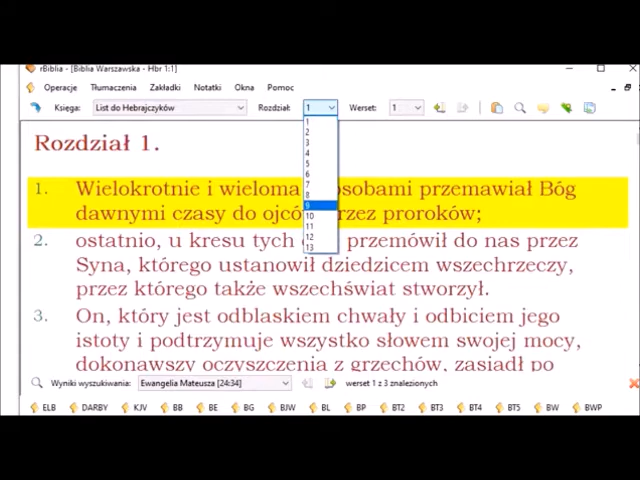 rBiblia - [Biblia Warszawska - Hbr 1:1]
Operacje Tłumaczenia Zakładki Notatki Okna Pomoc
Księga: List do Hebrajczyków Rozdział: 1 Werset: 1
1
2
3
4
5
6
7
8
9
10
11
12
13
Rozdział 1.
1. Wielokrotnie i wieloma osobami przemawiał Bóg
dawnymi czasy do ojcó rzez proroków;
2. ostatnio, u kresu tych przemówił do nas przez
Syna, którego ustanowił dziedzicem wszechrzeczy,
przez którego także wszechświat stworzył.
3. On, który jest odblaskiem chwały i odbiciem jego
istoty i podtrzymuje wszystko słowem swojej mocy,
dokonawszy oczyszczenia z grzechów, zasiadł po
Wyniki wyszukiwania: Ewangelia Mateusza [24:34] werset 1 z 3 znalezionych
ELB DARBY KJV BB BE BG BJW BL BP BT2 BT3 BT4 BT5 BW BWP